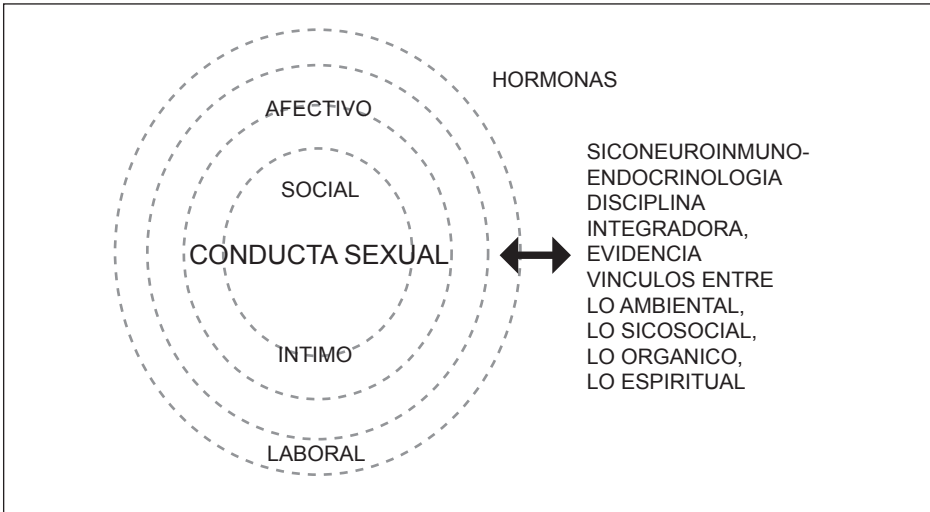 HORMONAS
AFECTIVO
SOCIAL
CONDUCTA SEXUAL
INTIMO
LABORAL
SICONEUROINMUNO-
ENDOCRINOLOGIA
DISCIPLINA
INTEGRADORA,
EVIDENCIA
VINCULOS ENTRE
LO AMBIENTAL,
LO SICOSOCIAL,
LO ORGANICO,
LO ESPIRITUAL